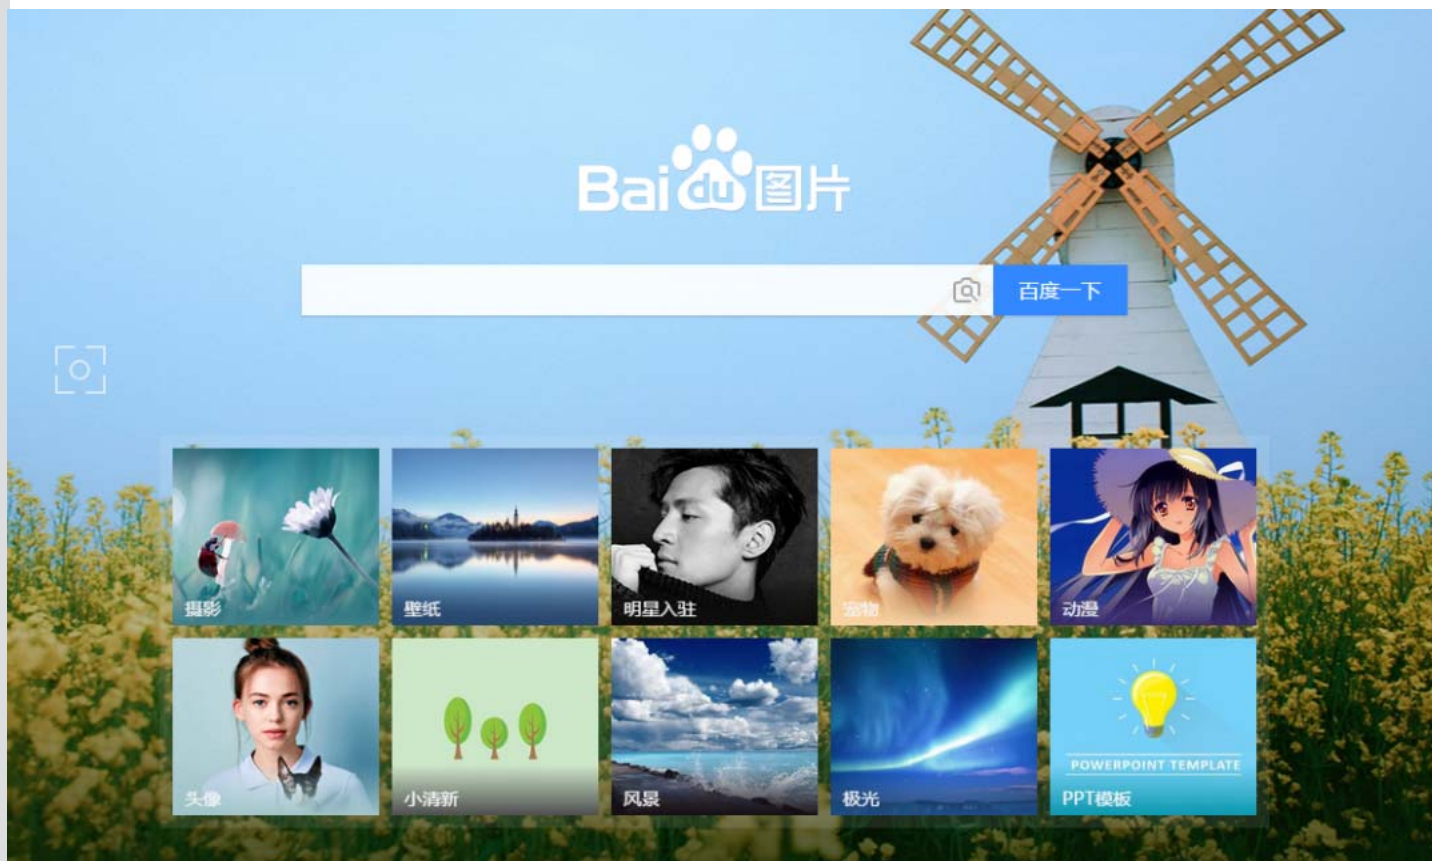 Baidu图片
百度一下
摄影
壁纸
明星入驻
宠物
动漫
头像
小清新
风景
极光
POWERPOINT TEMPLATE
PPT模板